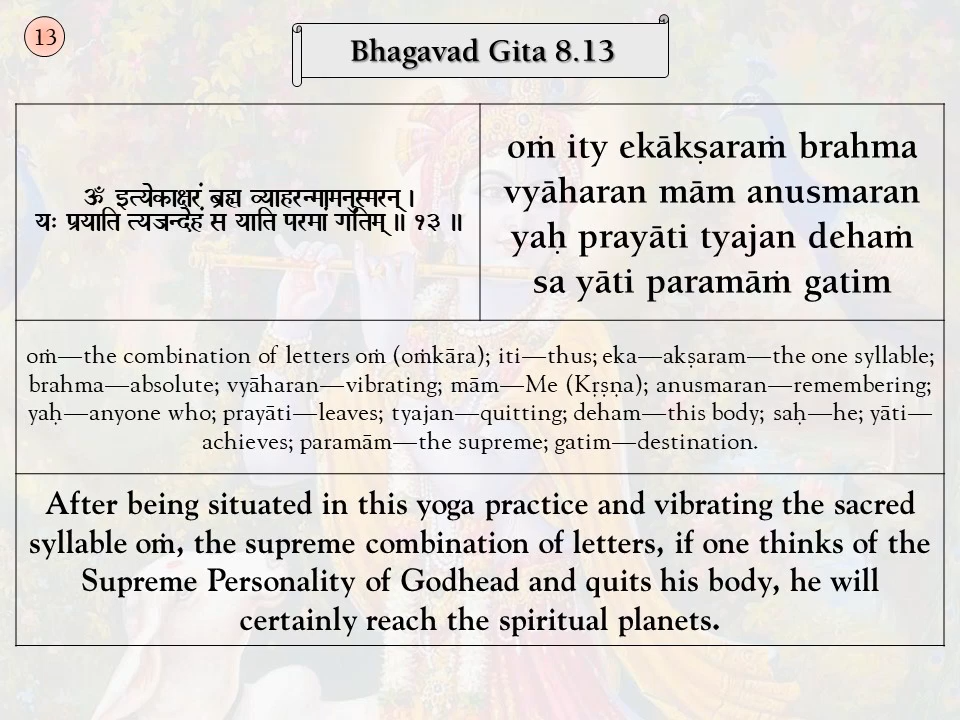 13
Bhagavad Gita 8.13
ॐ इत्येकाक्षरं ब्रह्म व्याहरन्मामनुस्मरन् ।
यः प्रयाति त्यजन्देहं स याति परमां गतिम् ॥ १३ ॥
oṁ ity ekākṣaraṁ brahma
vyāharan mām anusmaran
yaḥ prayāti tyajan dehaṁ
sa yāti paramāṁ gatim
oṁ—the combination of letters oṁ (oṁkāra); iti—thus; eka—akṣaram—the one syllable;
brahma—absolute; vyāharan—vibrating; mām—Me (Kṛṣṇa); anusmaran—remembering;
yaḥ—anyone who; prayāti—leaves; tyajan—quitting; deham—this body; saḥ—he; yāti—
achieves; paramām—the supreme; gatim—destination.
After being situated in this yoga practice and vibrating the sacred
syllable oṁ, the supreme combination of letters, if one thinks of the
Supreme Personality of Godhead and quits his body, he will
certainly reach the spiritual planets.